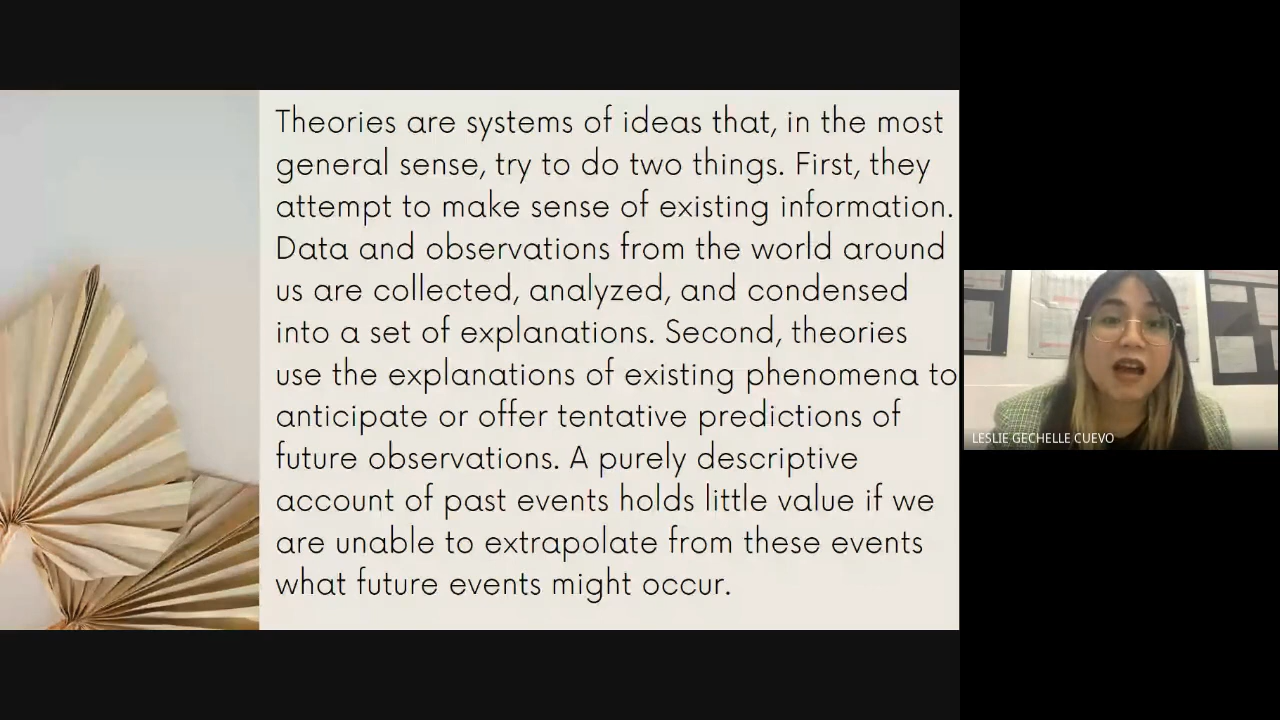 Theories are systems of ideas that, in the most
general sense, try to do two things. First, they
attempt to make sense of existing information.
Data and observations from the world around
us are collected, analyzed, and condensed
into a set of explanations. Second, theories
use the explanations of existing phenomena to
anticipate or offer tentative predictions of
future observations. A purely descriptive
account of past events holds little value if we
are unable to extrapolate from these events
what future events might occur.
LESLIE GECHELLE CUEVO